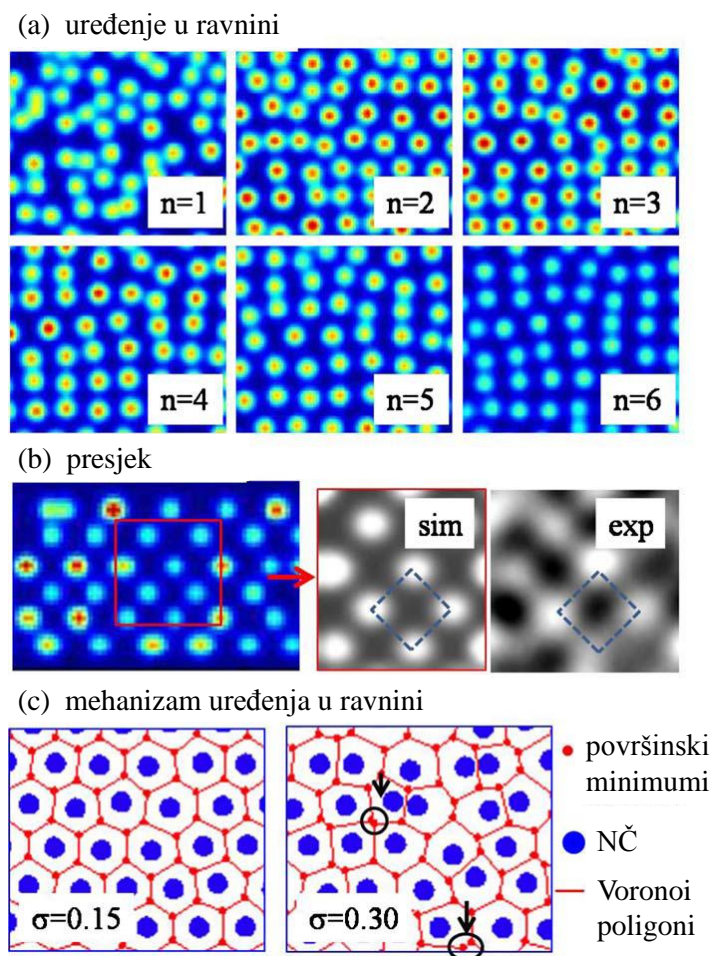 (a) uređenje u ravnini
n=1
n=2
n=3
n=4
n=5
n=6
(b) presjek
sim
exp
(c) mehanizam uređenja u ravnini
σ=0.15
σ=0.30
površinski
minimumi
NČ
Voronoi
poligoni